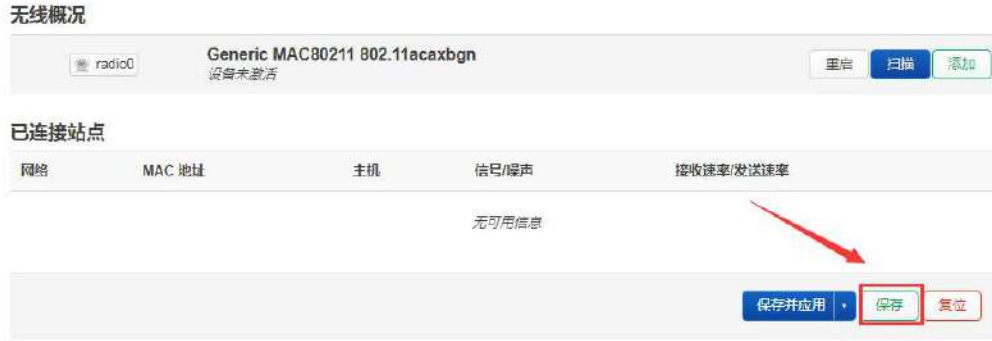 无线概况
radio0 Generic MAC80211 802.11acaxbgn 重启 扫描 添加
设备未激活
已连接站点
网络 MAC 地址 主机 信号/噪声 接收速率/发送速率
无可用信息
保存并应用 保存 复位